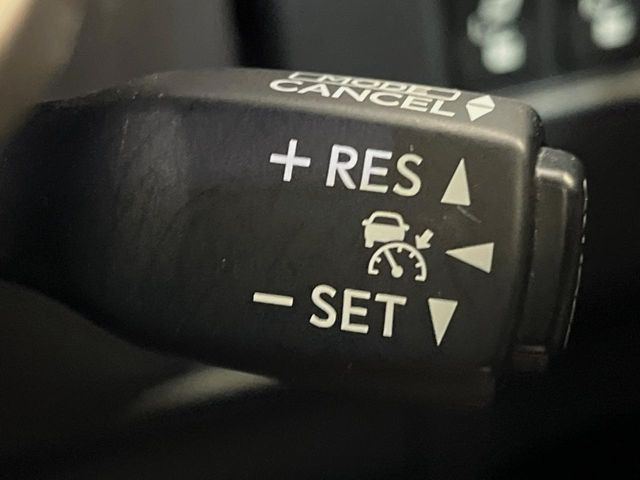 MODE
CANCEL
+ RES
- SET